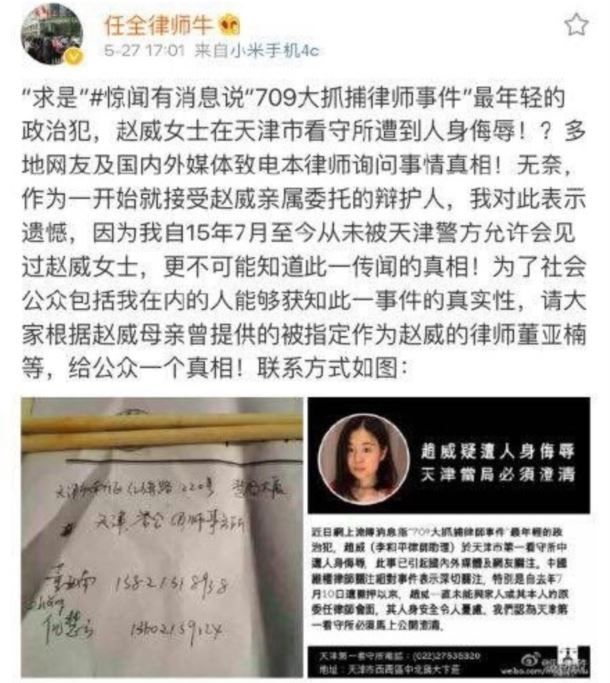 任全律师牛
5-27 17:01 来自小米手机4c
“求是”#惊闻有消息说“709大抓捕律师事件”最年轻的
政治犯，赵威女士在天津市看守所遭到人身侮辱！？多
地网友及国内外媒体致电本律师询问事情真相！无奈，
作为一开始就接受赵威亲属委托的辩护人，我对此表示
遗憾，因为我自15年7月至今从未被天津警方允许会见
过赵威女士，更不可能知道此一传闻的真相！为了社会
公众包括我在内的人能够获知此一事件的真实性，请大
家根据赵威母亲曾提供的被指定作为赵威的律师董亚楠
等，给公众一个真相！联系方式如图：
220号
天津
律师事务所
趙威疑遭人身侮辱
天津當局必須澄清
近日網上流傳消息指“709大抓捕律師事件”最年輕的政
治犯，趙威（李和平律師助理）於天津市第一看守所中
遭人身侮辱，此事已引起國內外媒體及網友關注。中國
維權律師關注組對事件表示深切關注，特別是自去年7
月10日遭關押以來，趙威一直未能與家人或其本人的原
委任律師會面，其人身安全令人憂慮。我們認為天津第
一看守所必須馬上公開澄清。
天津第一看守所電話：(022)27535320
地址：天津市西青區中北鎮大卞莊